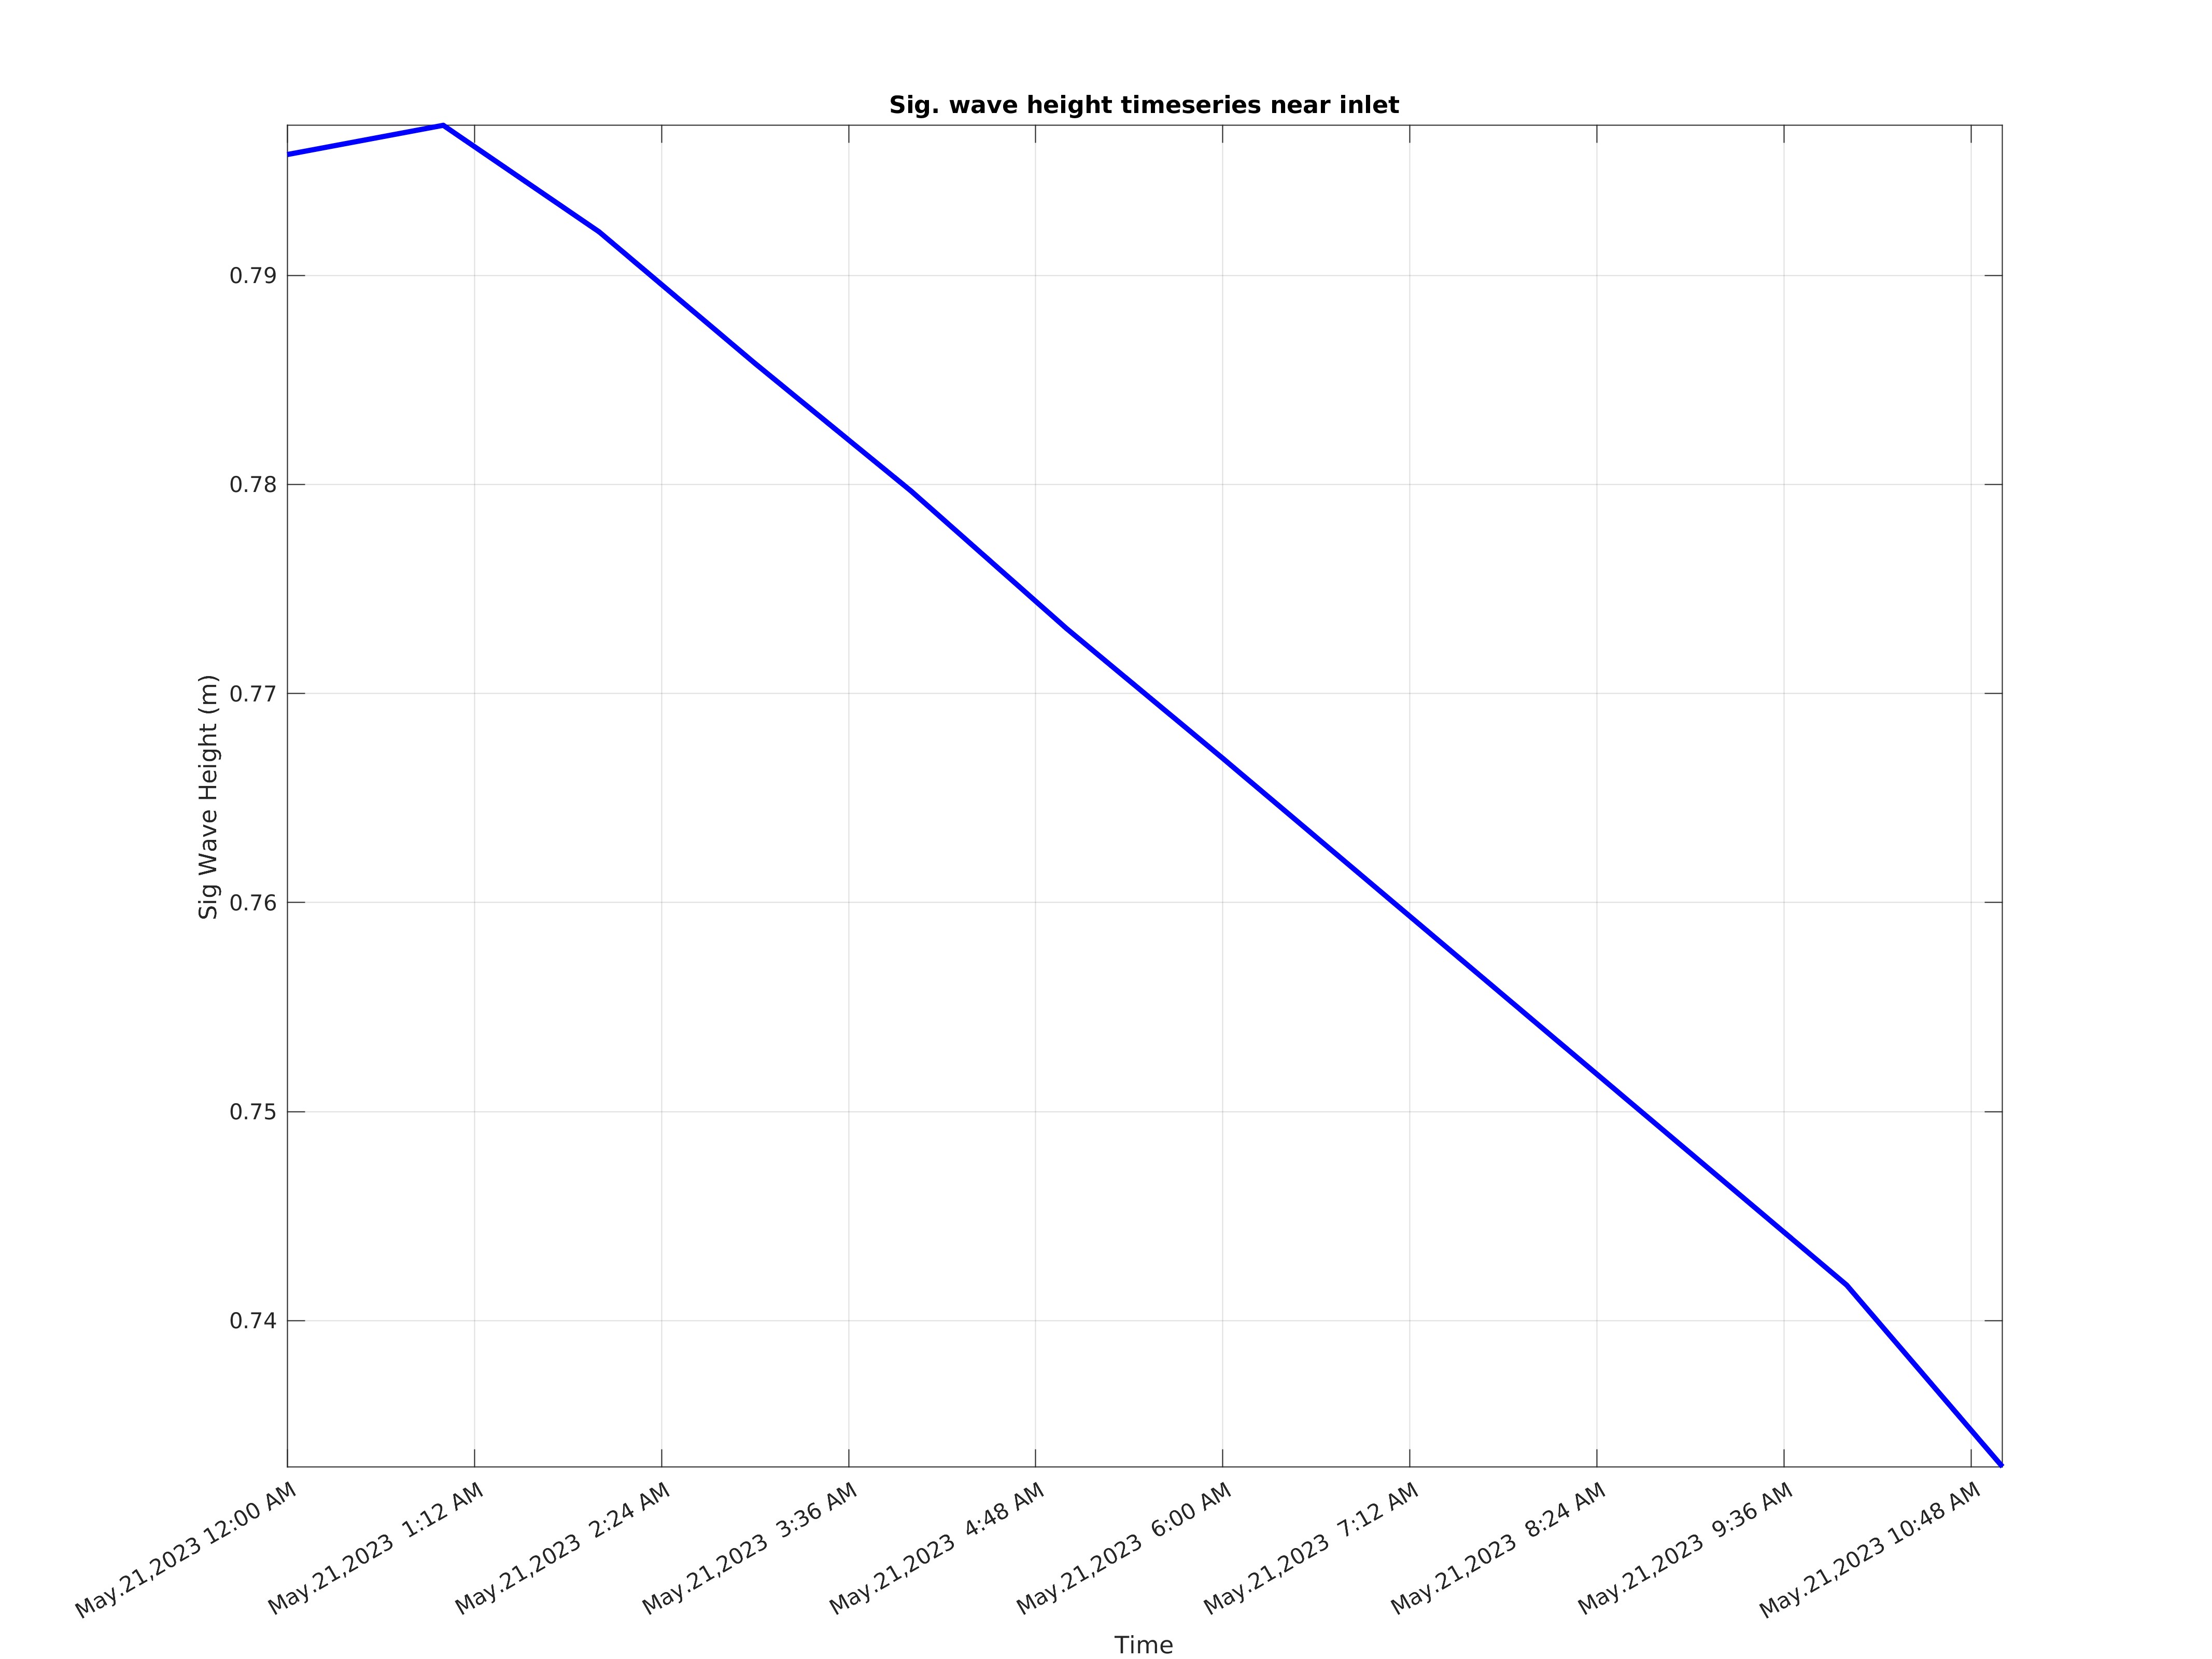 Sig. wave height timeseries near inlet
0.79
0.78
0.77
0.76
0.75
0.74
Sig Wave Height (m)
May.21,2023 12:00 AM
May.21,2023  1:12 AM
May.21,2023  2:24 AM
May.21,2023  3:36 AM
May.21,2023  4:48 AM
May.21,2023  6:00 AM
May.21,2023  7:12 AM
May.21,2023  8:24 AM
May.21,2023  9:36 AM
May.21,2023 10:48 AM
Time